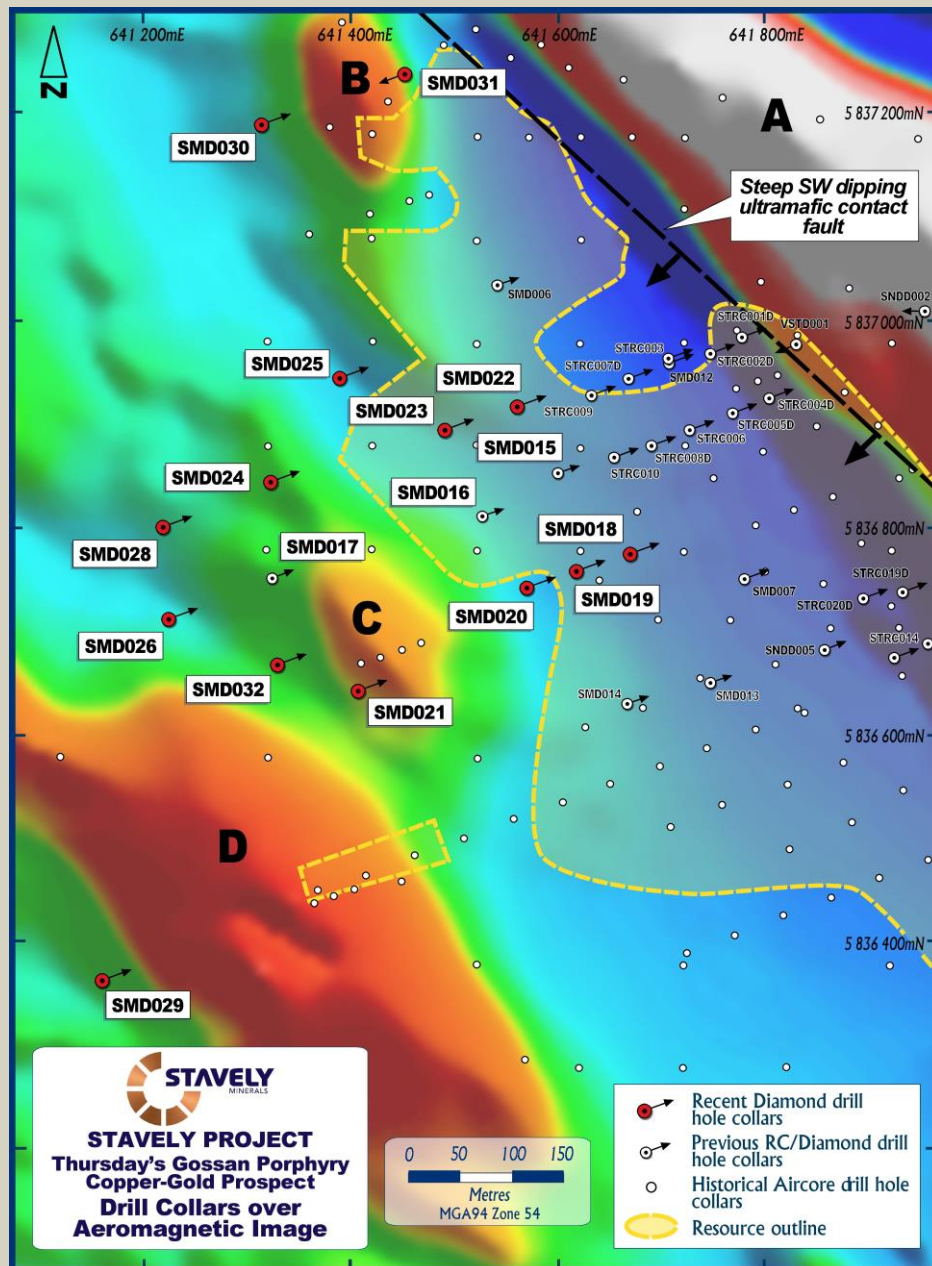 641 200mE
641 400mE
641 600mE
641 800mE
N
B
SMD031
A
5 837 200mN
SMD030
Steep SW dipping
ultramafic contact
fault
SMD006
SNDD002
5 837 000mN
STRC001D
VSTD001
STRC003
STRC002D
STRC007D
SMD012
SMD025
SMD022
STRC009
STRC004D
SMD023
STRC005D
STRC006
SMD015
STRC008D
STRC010
SMD024
SMD016
5 836 800mN
SMD028
SMD018
SMD017
SMD019
SMD007
STRC019D
SMD020
STRC020D
C
SMD026
STRC014
SNDD005
SMD032
SMD021
SMD014
SMD013
5 836 600mN
D
5 836 400mN
SMD029
STAVELY
MINERALS
STAVELY PROJECT
Thursday's Gossan Porphyry
Copper-Gold Prospect
Drill Collars over
Aeromagnetic Image
0 50 100 150
Metres
MGA94 Zone 54
Recent Diamond drill
hole collars
Previous RC/Diamond drill
hole collars
Historical Aircore drill hole
collars
Resource outline